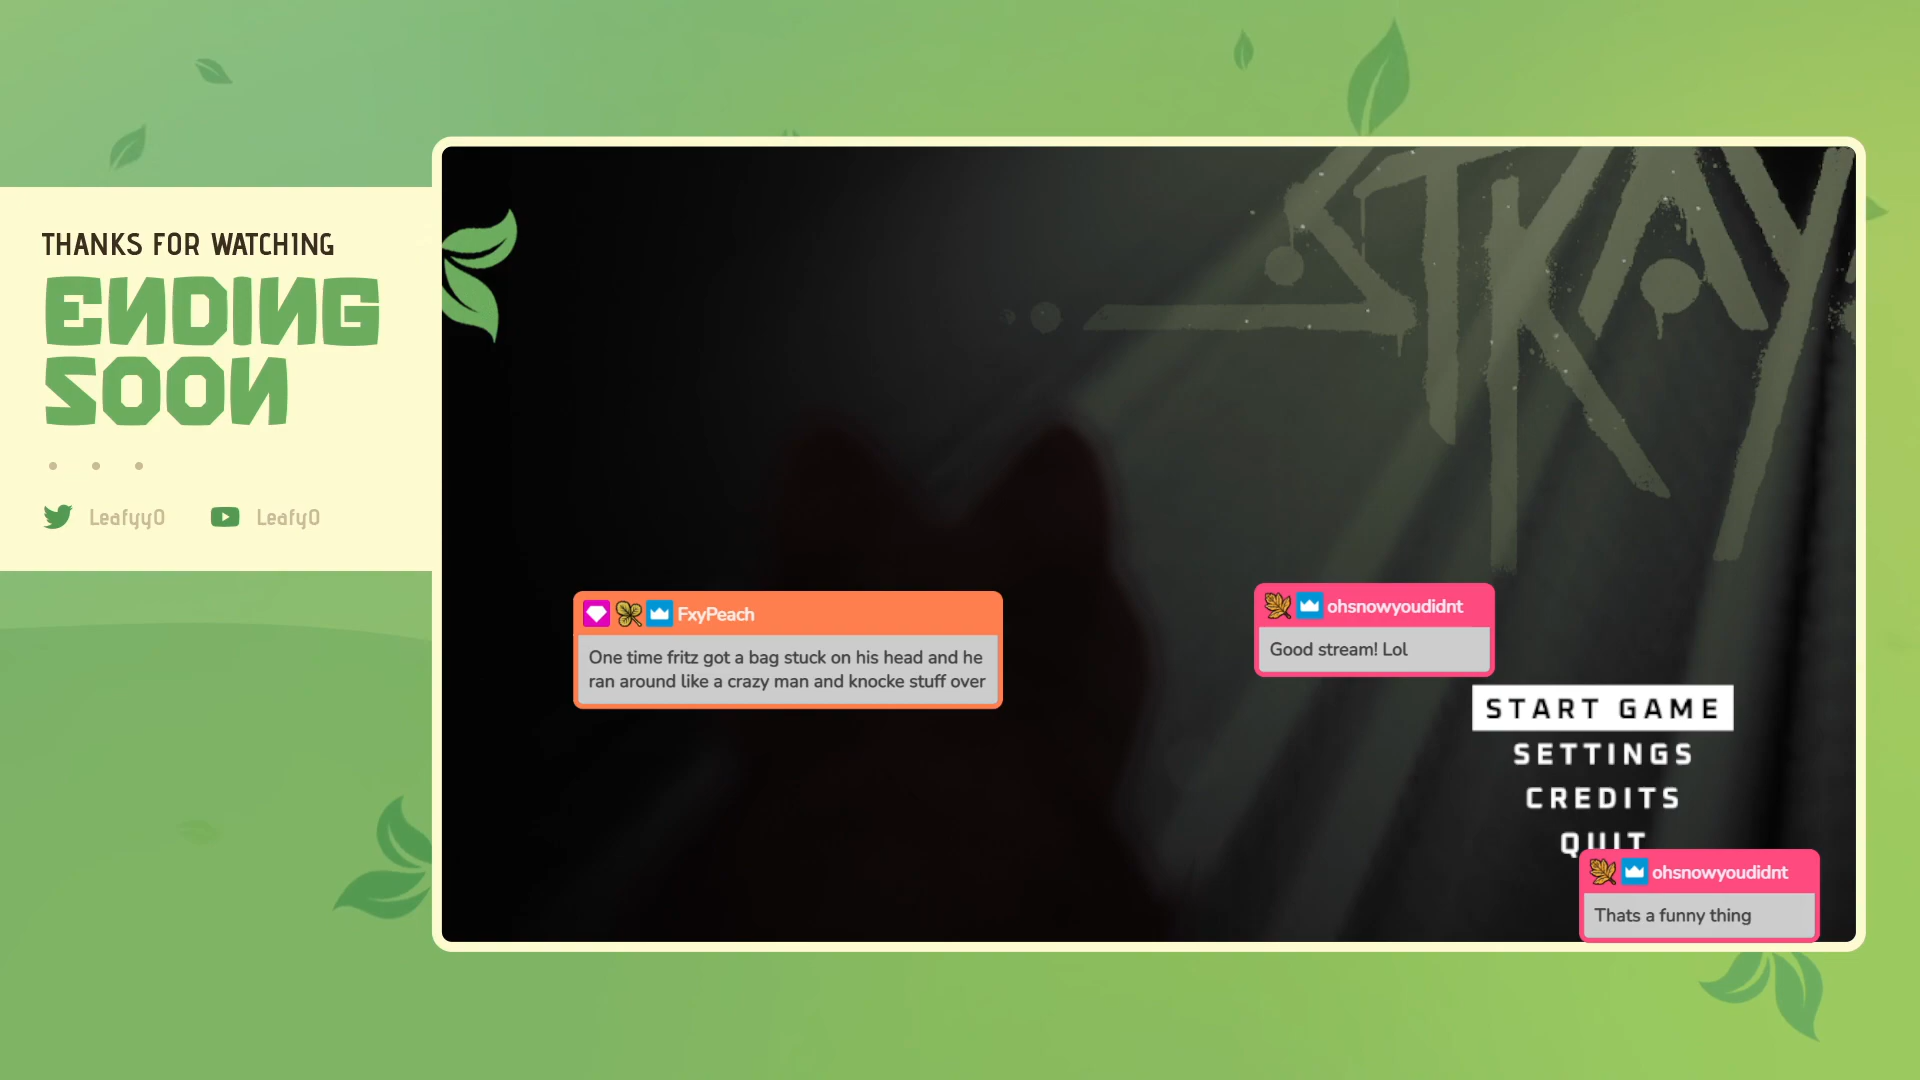 THANKS FOR WATCHING
ENDING
SOON
Leafyy0
Leafy0
STRAY
FxyPeach
One time fritz got a bag stuck on his head and he
ran around like a crazy man and knocke stuff over
ohsnowyoudidnt
Good stream! Lol
START GAME
SETTINGS
CREDITS
QUIT
ohsnowyoudidnt
Thats a funny thing